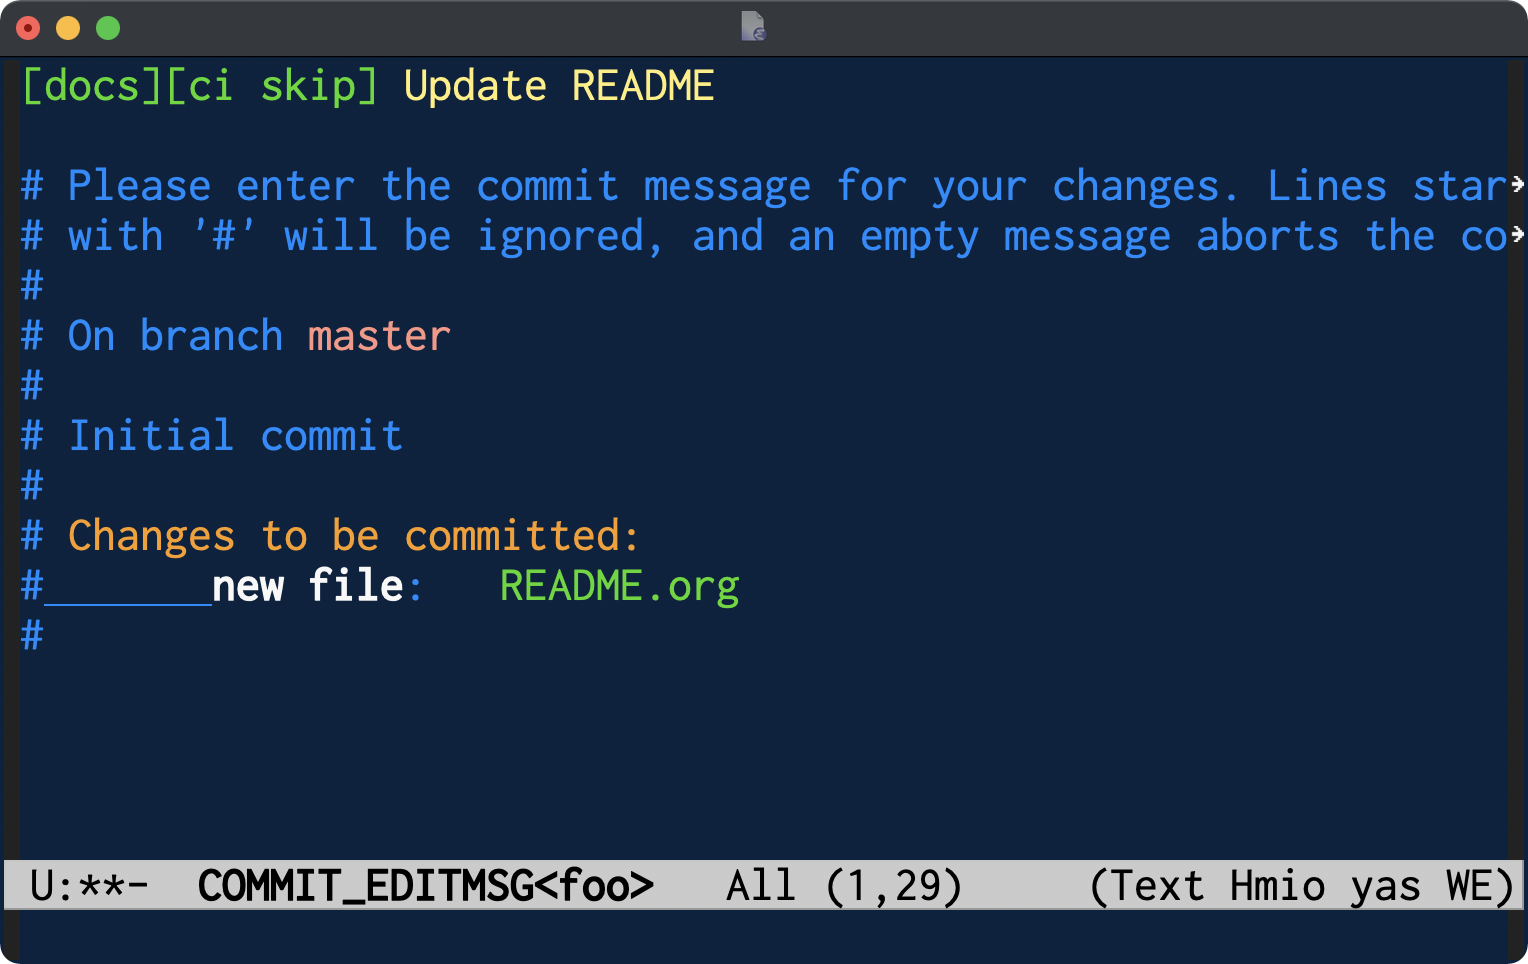 [docs][ci skip] Update README
# Please enter the commit message for your changes. Lines star
# with '#' will be ignored, and an empty message aborts the co
#
# On branch master
#
# Initial commit
#
# Changes to be committed:
#_______new file:   README.org
#
U:**-  COMMIT_EDITMSG<foo>   All (1,29)     (Text Hmio yas WE)